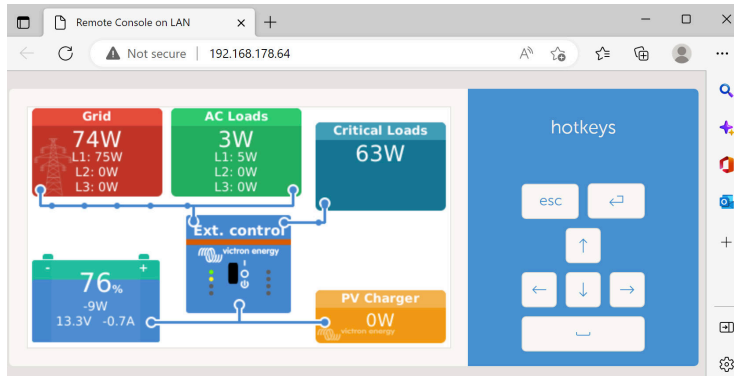 Remote Console on LAN
Not secure
192.168.178.64
Grid
74W
L1: 75W
L2: 0W
L3: 0W
AC Loads
3W
L1: 5W
L2: 0W
L3: 0W
Critical Loads
63W
Ext. control
victron energy
I
O
76%
-9W
13.3V -0.7A
- +
PV Charger
0W
victron energy
hotkeys
esc